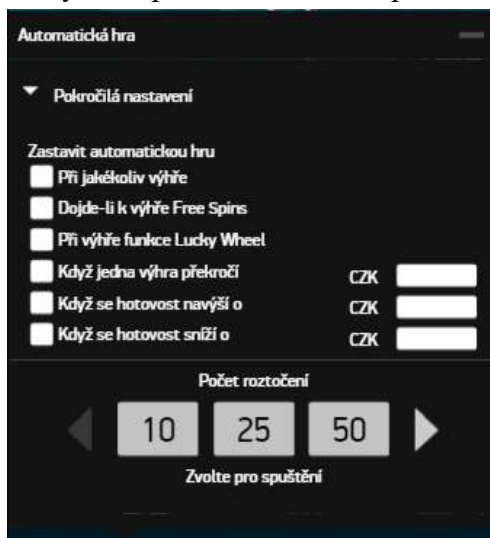 Automatická hra
Pokročilá nastavení
Zastavit automatickou hru
Při jakékoliv výhře
Dojde-li k výhře Free Spins
Při výhře funkce Lucky Wheel
Když jedna výhra překročí CZK
Když se hotovost navýší o CZK
Když se hotovost sníží o CZK
Počet roztočení
10 25 50
Zvolte pro spuštění